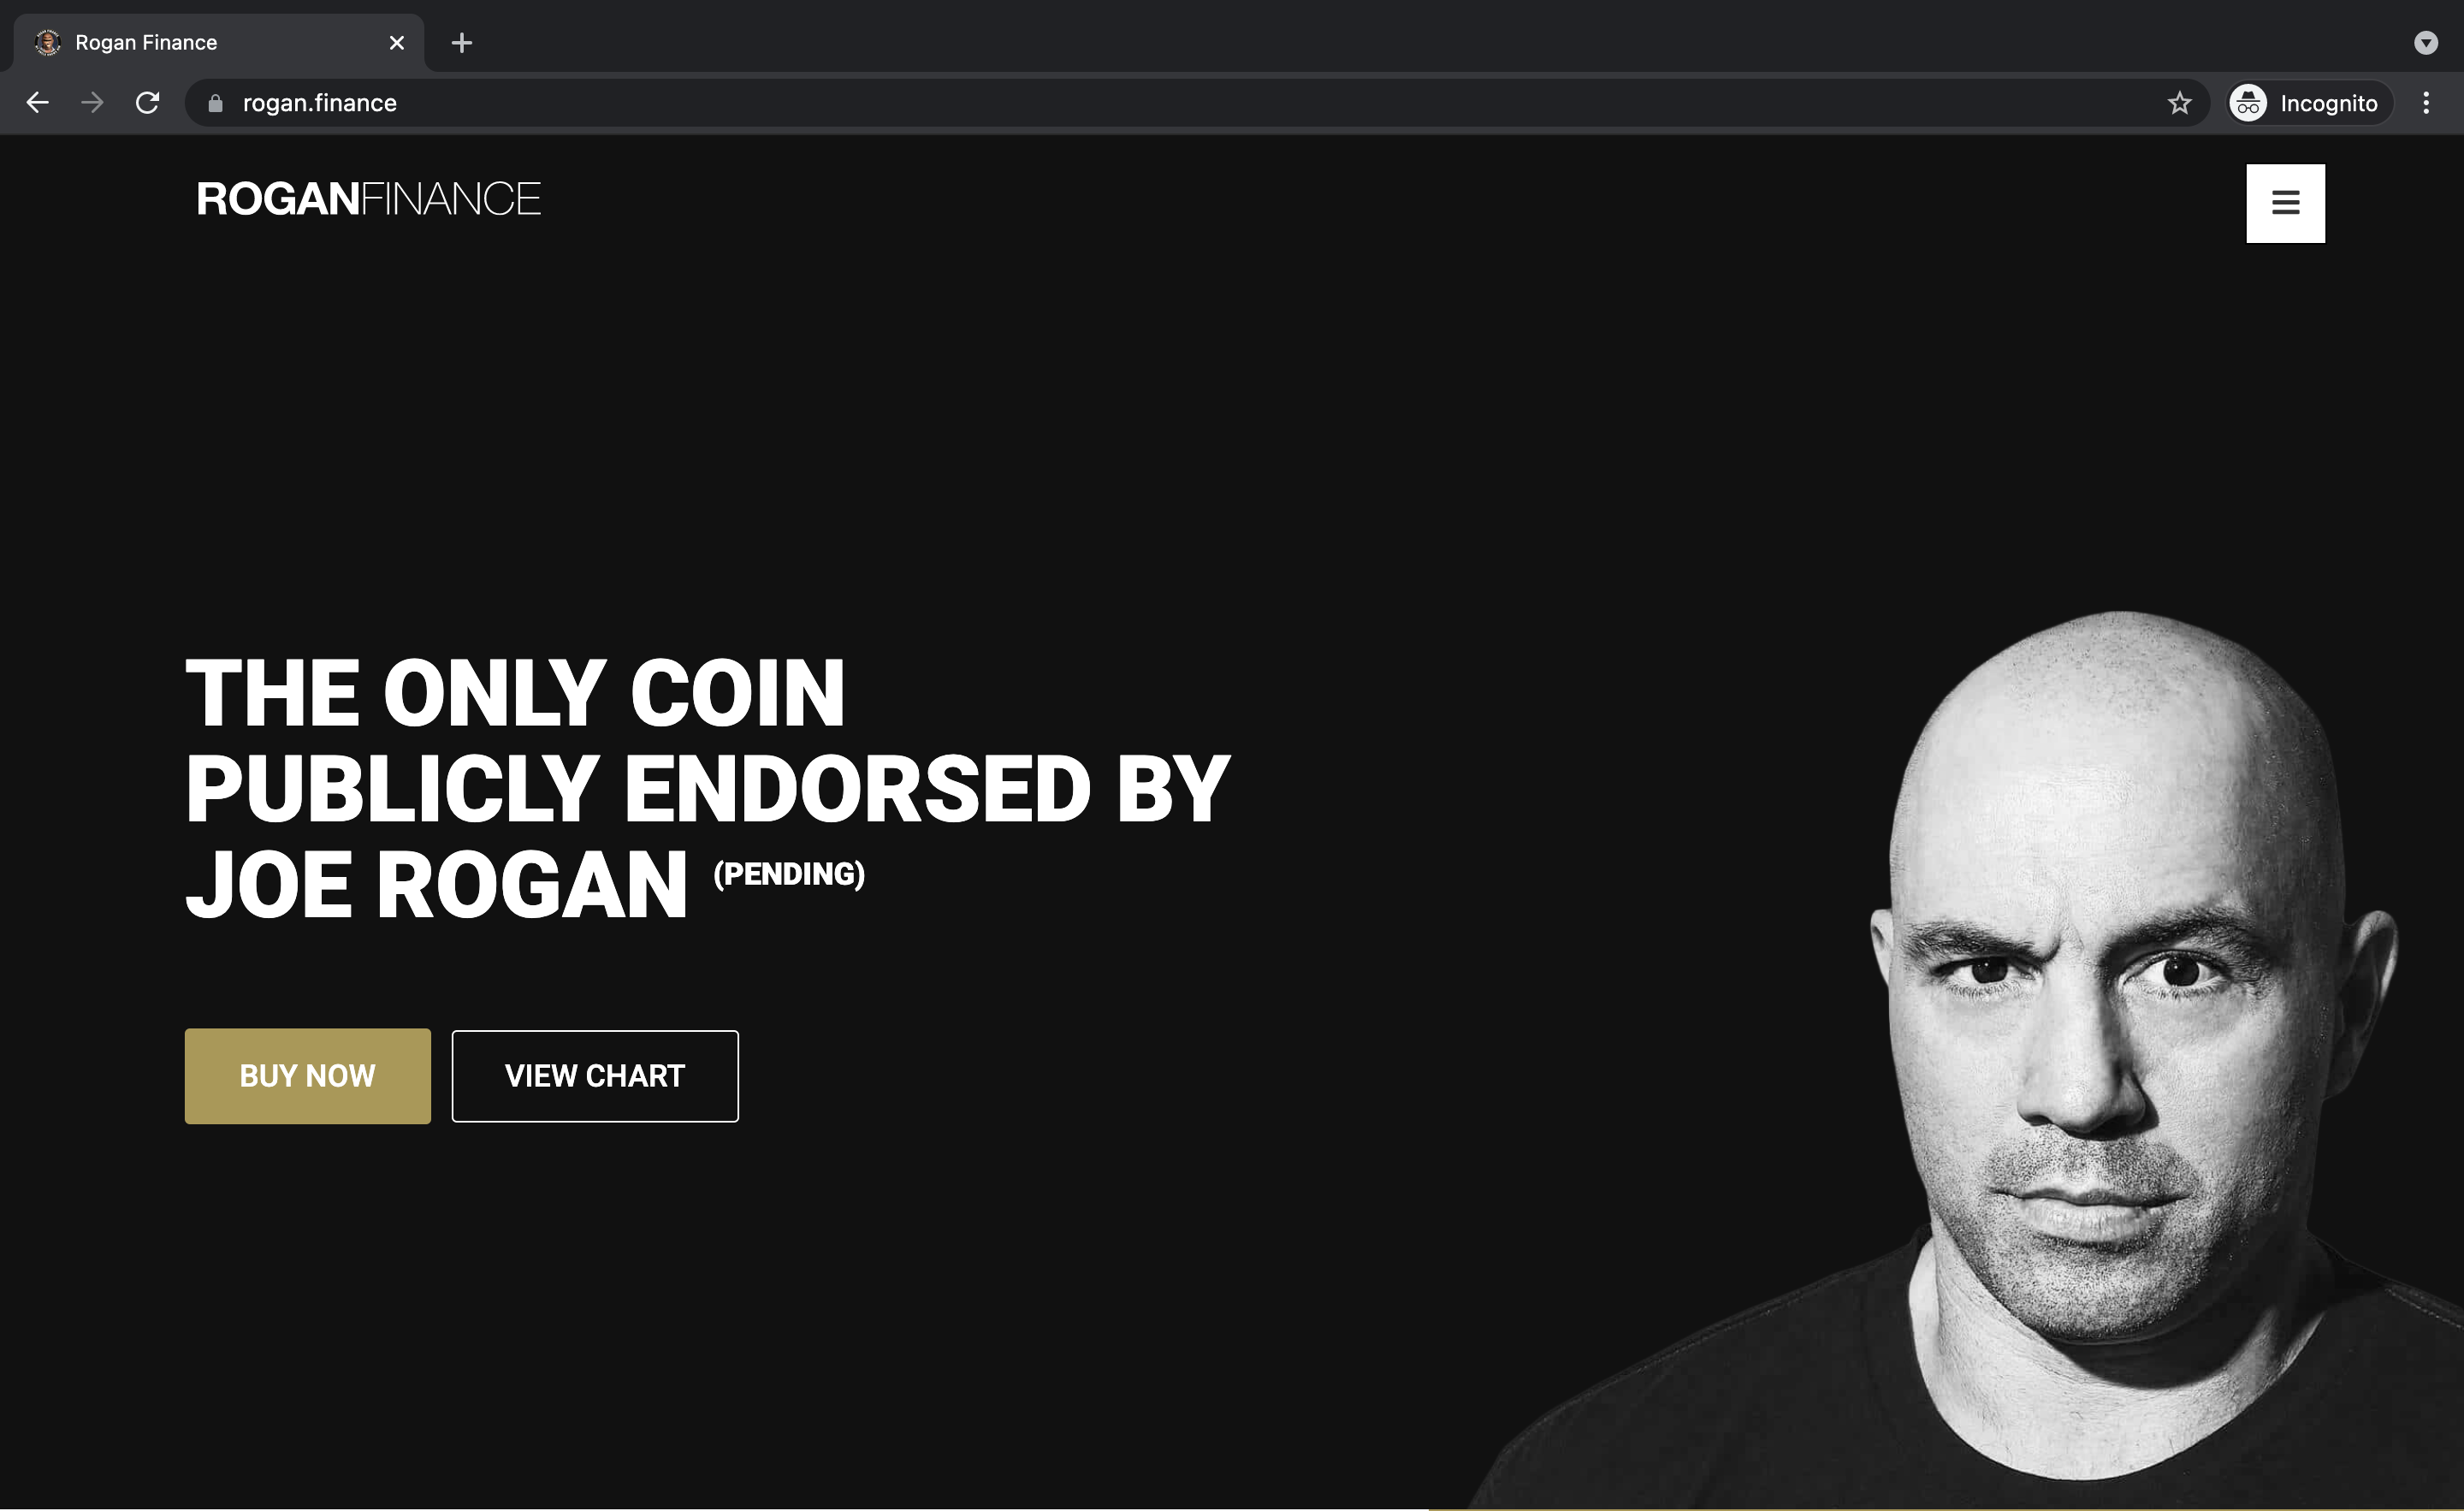 Rogan Finance
rogan.finance
Incognito
ROGANFINANCE
THE ONLY COIN
PUBLICLY ENDORSED BY
JOE ROGAN (PENDING)
BUY NOW
VIEW CHART